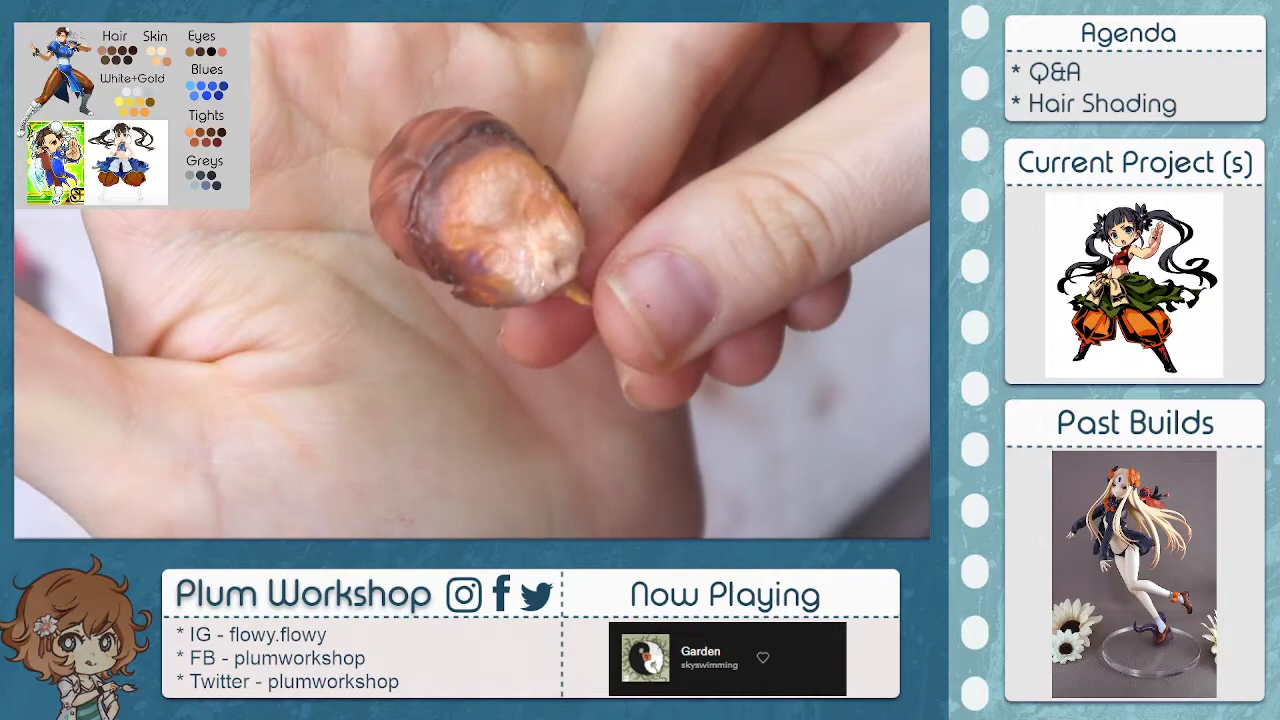 Hair Skin Eyes
White+Gold
Blues
Tights
Greys
Agenda
* Q&A
* Hair Shading
Current Project (s)
Past Builds
Plum Workshop
* IG - flowy.flowy
* FB - plumworkshop
* Twitter - plumworkshop
Now Playing
Garden
skyswimming